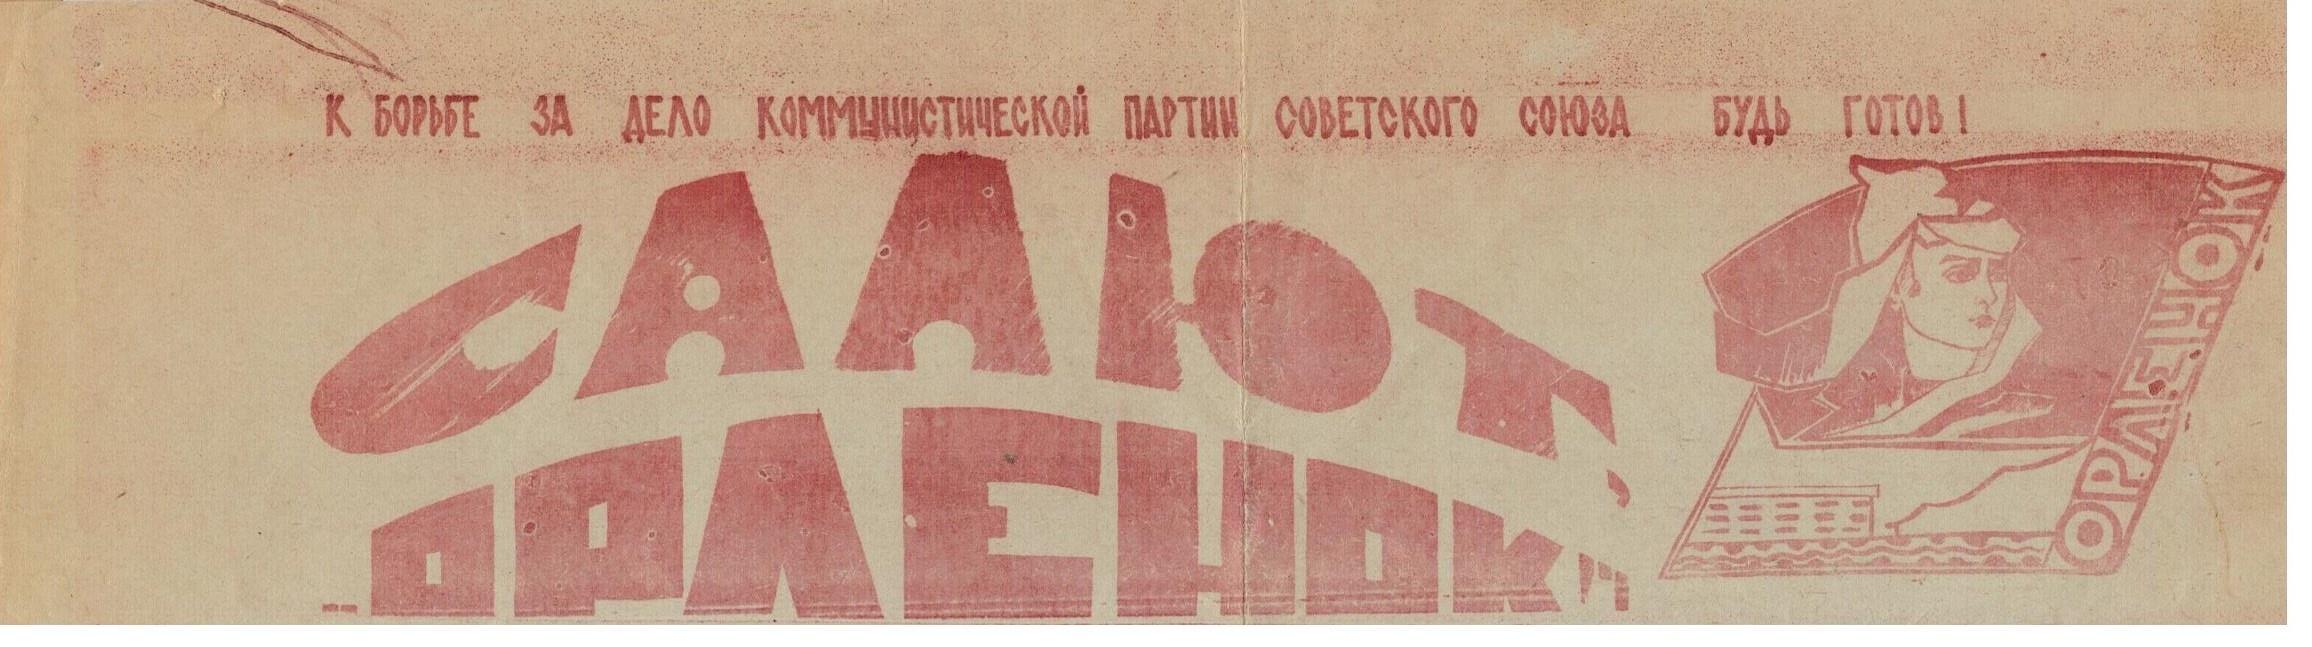 К БОРЬБЕ ЗА ДЕЛО КОММУНИСТИЧЕСКОЙ ПАРТИИ СОВЕТСКОГО СОЮЗА БУДЬ ГОТОВ!
САЛЮТ,
"ОРЛЕНОК"
ОРЛЕНОК